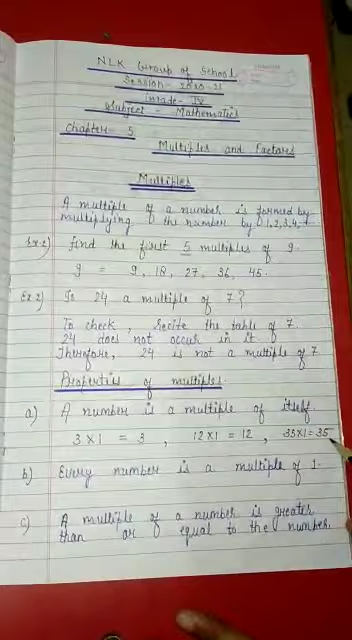 NLK Group of School
Session - 2020-21
Grade - IV
Subject - Mathematics
Chapter - 5
Multiples and Factors
Multiples
A multiple of a number is formed by
multiplying the number by 1,2,3,4,
Ex 1) find the first 5 multiples of 9.
9 = 9, 18, 27, 36, 45.
Ex 2) Is 24 a multiple of 7?
To check, Recite the table of 7.
24 does not occur in it
Therefore, 24 is not a multiple of 7
Properties of multiples.
a) A number is a multiple of itself.
3 X 1 = 3, 12 X 1 = 12, 35 X 1 = 35
b) Every number is a multiple of 1.
c) A multiple of a number is greater
than or equal to the number.